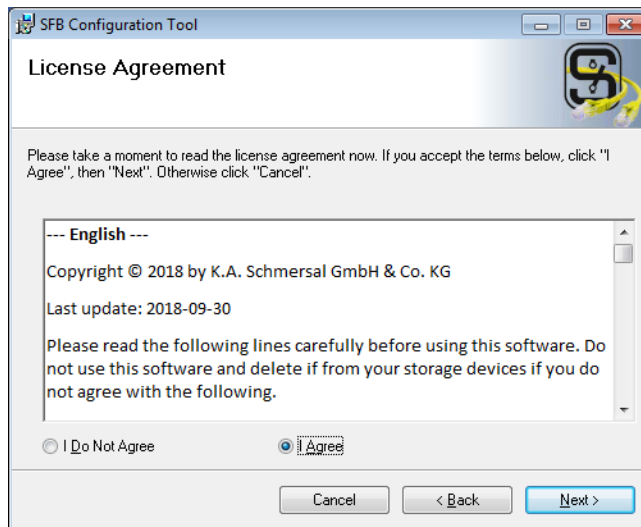 SFB Configuration Tool
License Agreement
Please take a moment to read the license agreement now. If you accept the terms below, click "I
Agree", then "Next". Otherwise click "Cancel".
--- English ---
Copyright © 2018 by K.A. Schmersal GmbH & Co. KG
Last update: 2018-09-30
Please read the following lines carefully before using this software. Do
not use this software and delete if from your storage devices if you do
not agree with the following.
I Do Not Agree
I Agree
Cancel
< Back
Next >